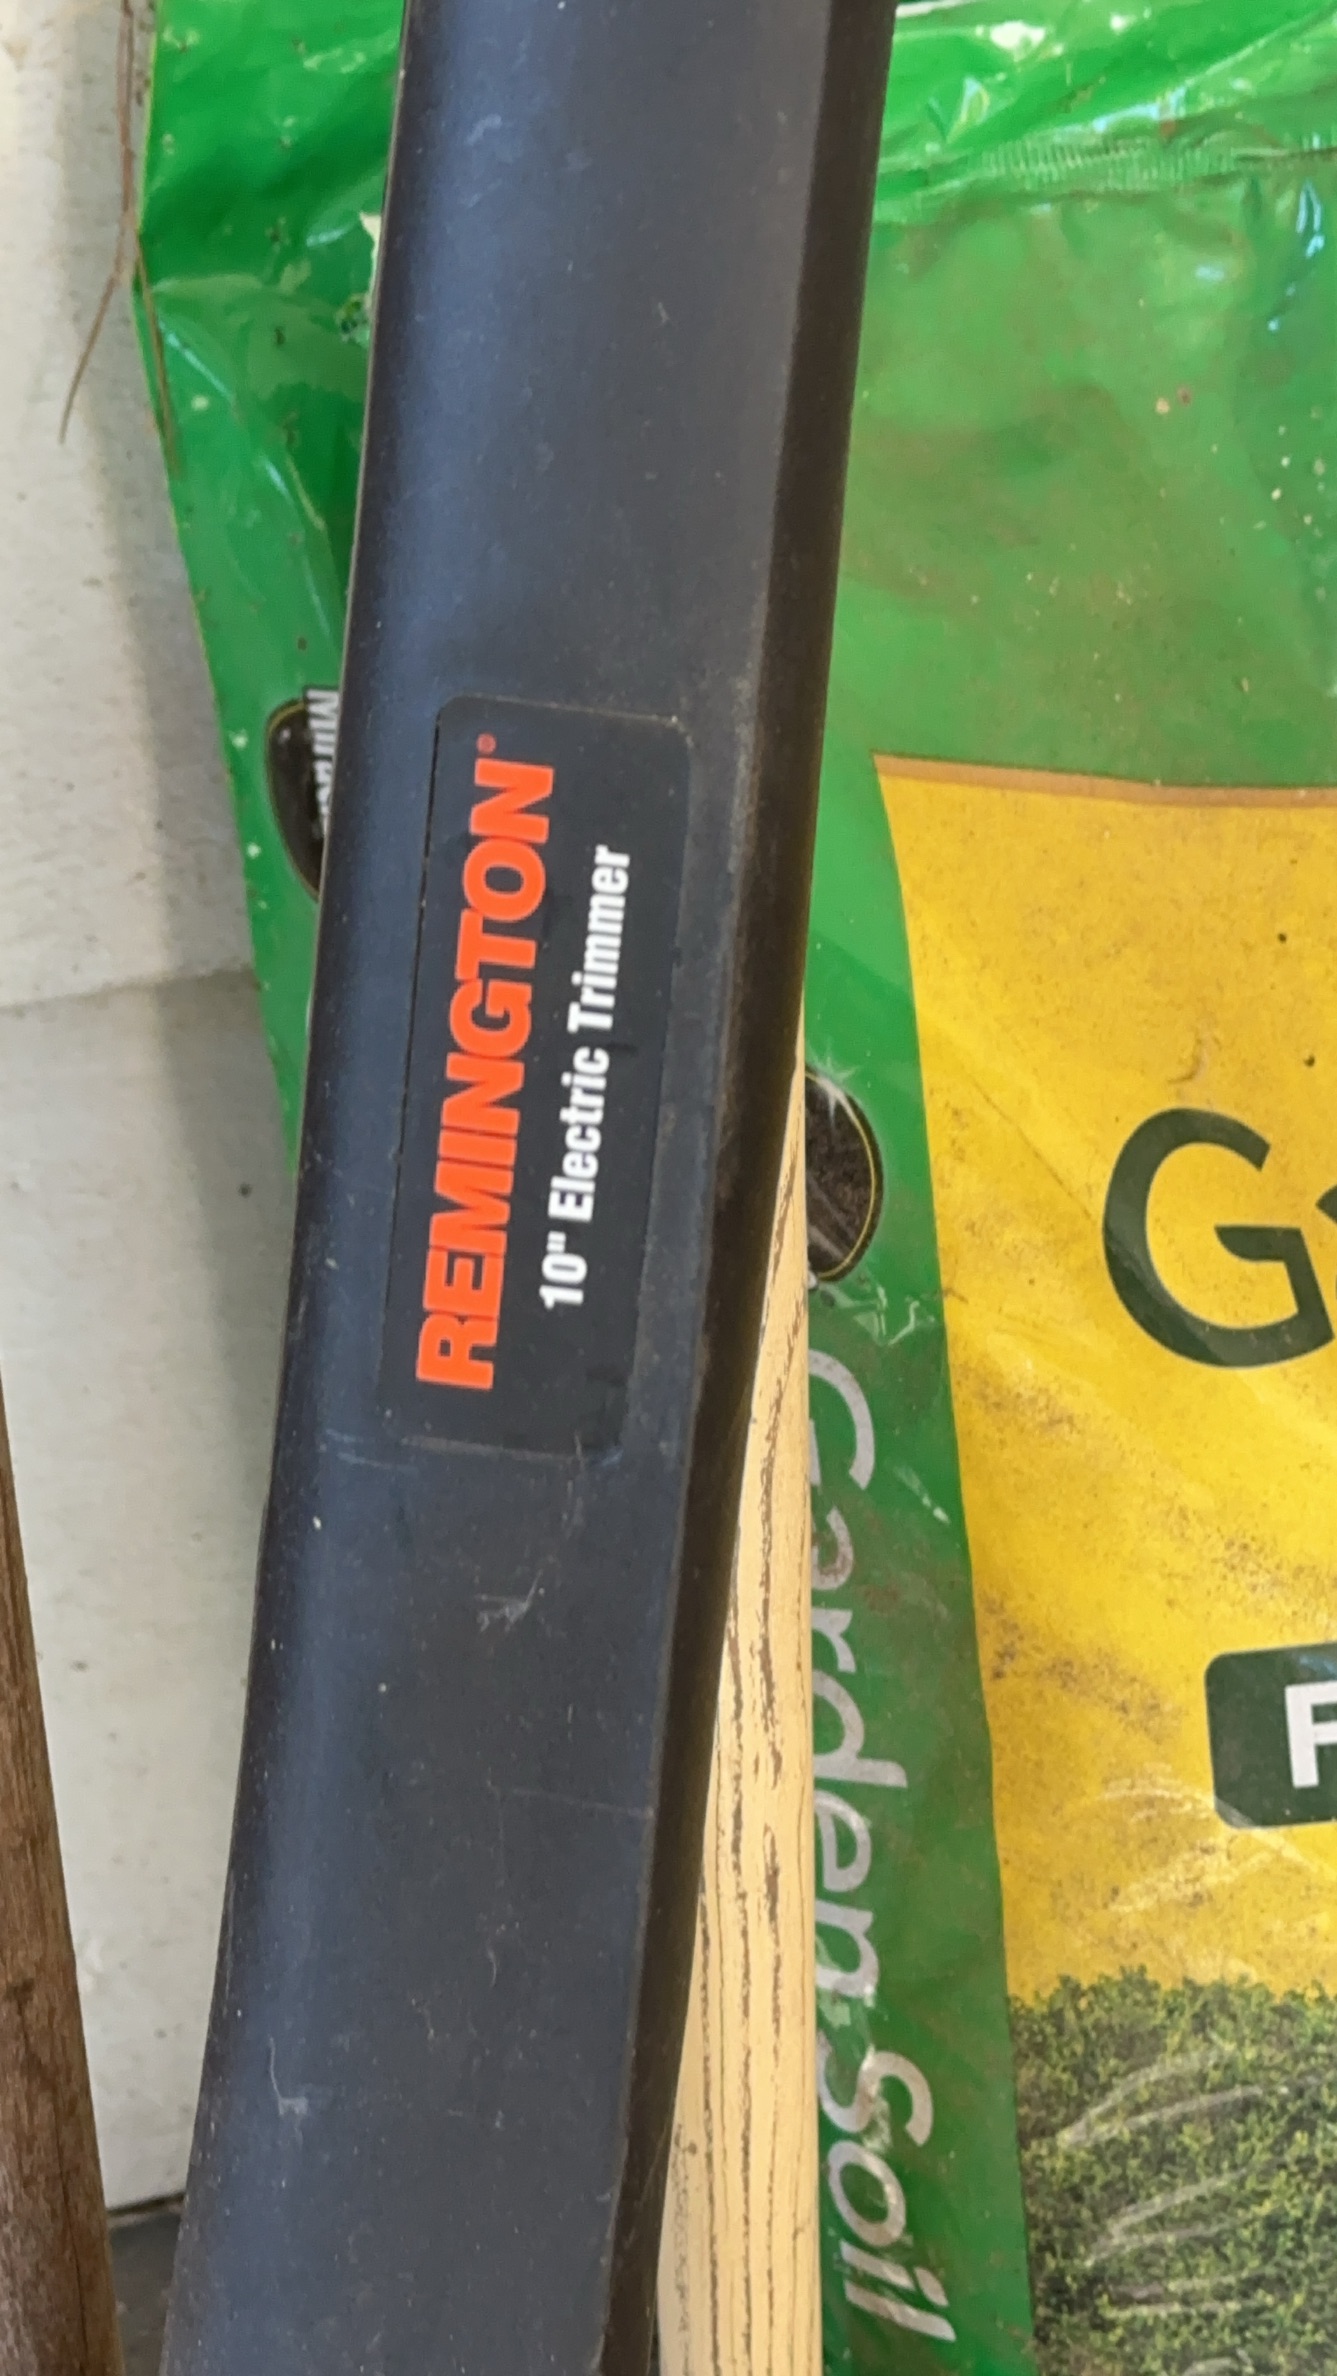 REMINGTON®
10" Electric Trimmer
Garden Soil
G
F